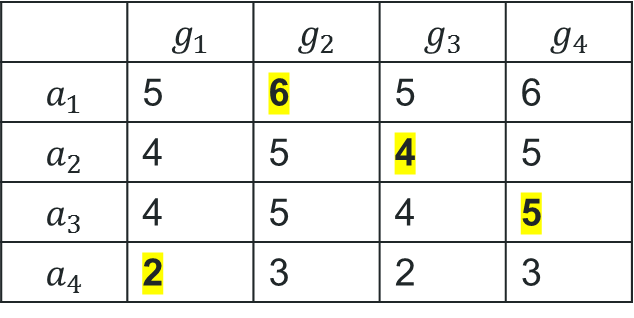 g₁ g₂ g₃ g₄
a₁ 5 6 5 6
a₂ 4 5 4 5
a₃ 4 5 4 5
a₄ 2 3 2 3